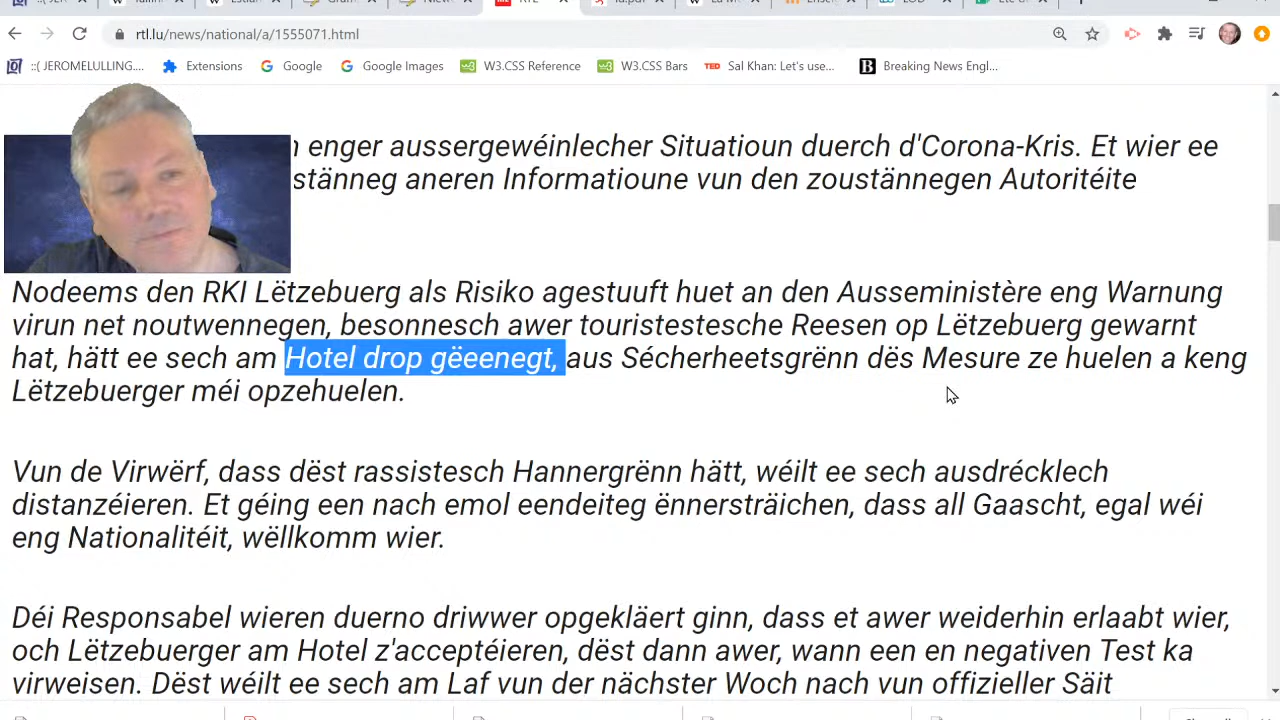 rtl.lu/news/national/a/1555071.html
::( JEROMELULLING.... Extensions Google Google Images W3.CSS Reference W3.CSS Bars TED Sal Khan: Let's use... B Breaking News Engl...
enger aussergewéinlecher Situatioun duerch d'Corona-Kris. Et wier ee
stänneg aneren Informatioune vun den zoustännegen Autoritéite
Nodeems den RKI Lëtzebuerg als Risiko agestuuft huet an den Ausseministère eng Warnung
virun net noutwennegen, besonnesch awer touristestesche Reesen op Lëtzebuerg gewarnt
hat, hätt ee sech am Hotel drop gëeenegt, aus Sécherheetsgrënn dës Mesure ze huelen a keng
Lëtzebuerger méi opzehuelen.
Vun de Virwërf, dass dëst rassistesch Hannergrënn hätt, wéilt ee sech ausdrécklech
distanzéieren. Et géing een nach emol eendeiteg ënnersträichen, dass all Gaascht, egal wéi
eng Nationalitéit, wëllkomm wier.
Déi Responsabel wieren duerno driwwer opgekläert ginn, dass et awer weiderhin erlaabt wier,
och Lëtzebuerger am Hotel z'acceptéieren, dëst dann awer, wann een en negativen Test ka
virweisen. Dëst wéilt ee sech am Laf vun der nächster Woch nach vun offizieller Säit